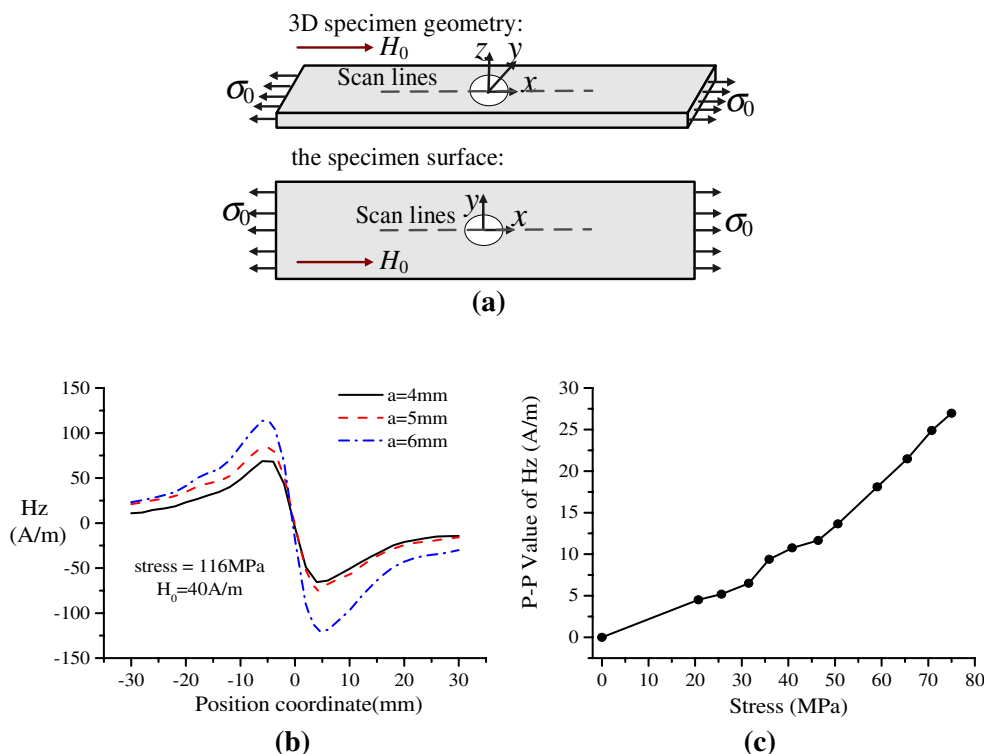 3D specimen geometry:
H₀
z y
Scan lines x
σ₀ σ₀
the specimen surface:
σ₀ y σ₀
Scan lines x
H₀
(a)
150
100
50
0
-50
-100
-150
Hz
(A/m)
a=4mm
a=5mm
a=6mm
stress = 116MPa
H₀=40A/m
-30 -20 -10 0 10 20 30
Position coordinate(mm)
(b)
P-P Value of Hz (A/m)
30
25
20
15
10
5
0
0 10 20 30 40 50 60 70 80
Stress (MPa)
(c)